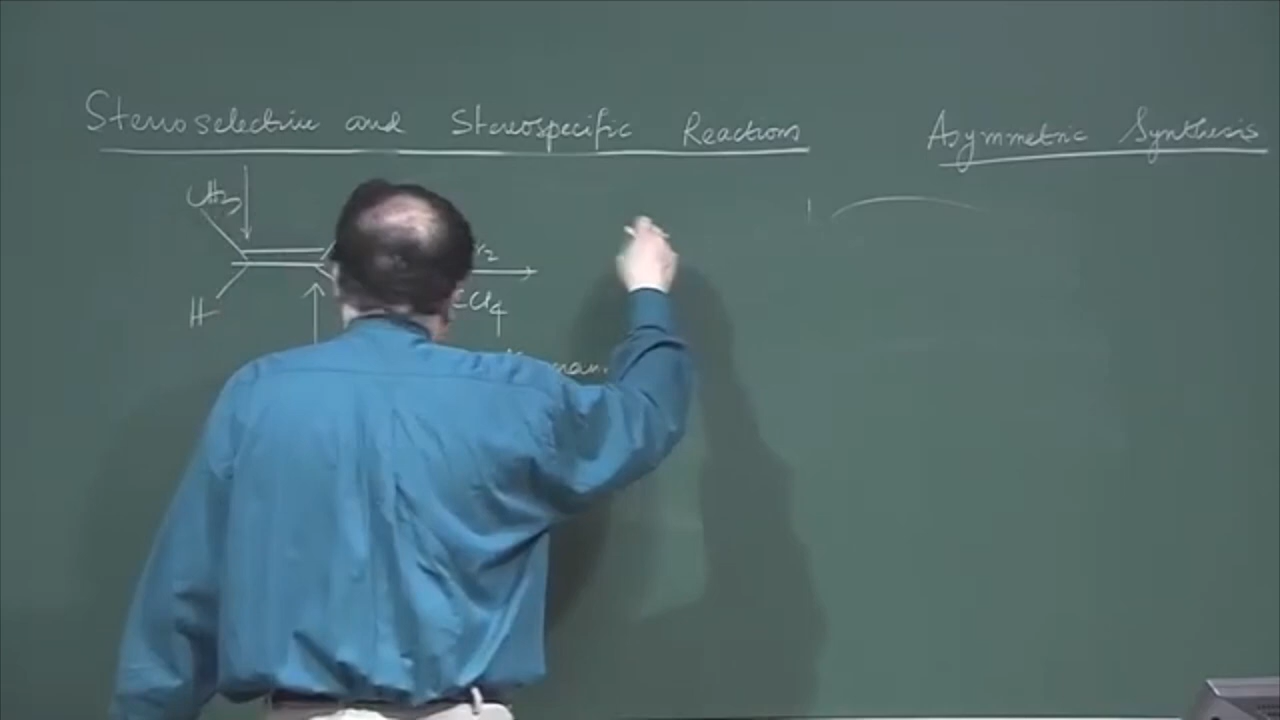 Stereoselective and Stereospecific Reactions
Asymmetric Synthesis
CH3
H
CCl4